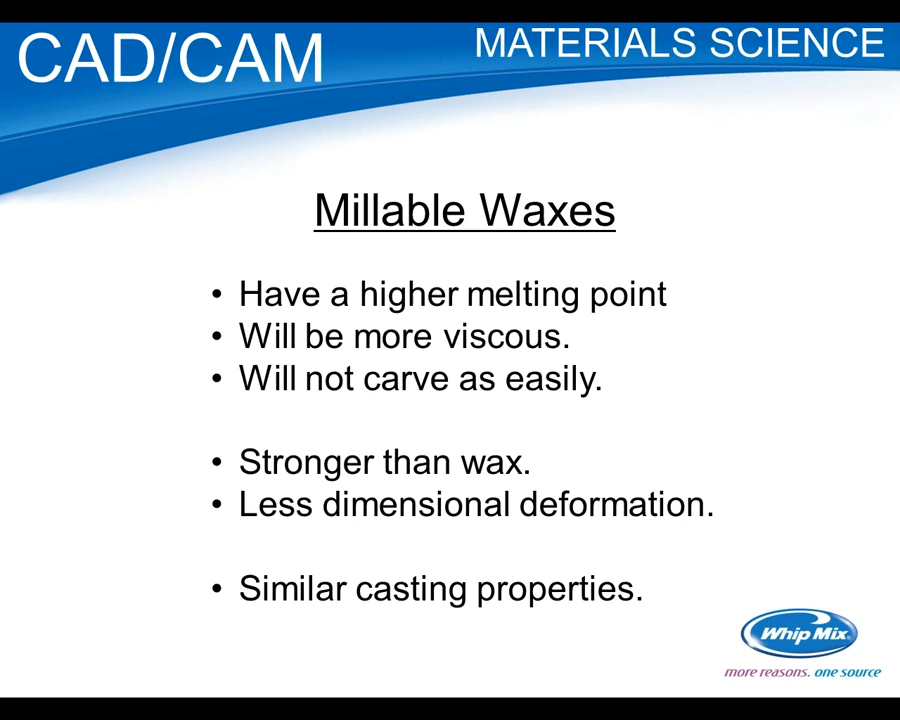 CAD/CAM
MATERIALS SCIENCE
Millable Waxes
• Have a higher melting point
• Will be more viscous.
• Will not carve as easily.
• Stronger than wax.
• Less dimensional deformation.
• Similar casting properties.
Whip Mix®
more reasons. one source